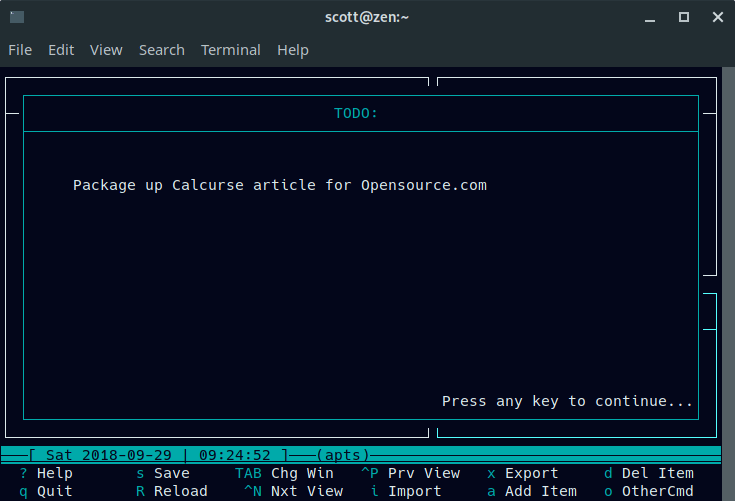 scott@zen:~
File Edit View Search Terminal Help
TODO:
Package up Calcurse article for Opensource.com
Press any key to continue...
[ Sat 2018-09-29 | 09:24:52 ] (apts)
? Help s Save TAB Chg Win ^P Prv View x Export d Del Item
q Quit R Reload ^N Nxt View i Import a Add Item o OtherCmd